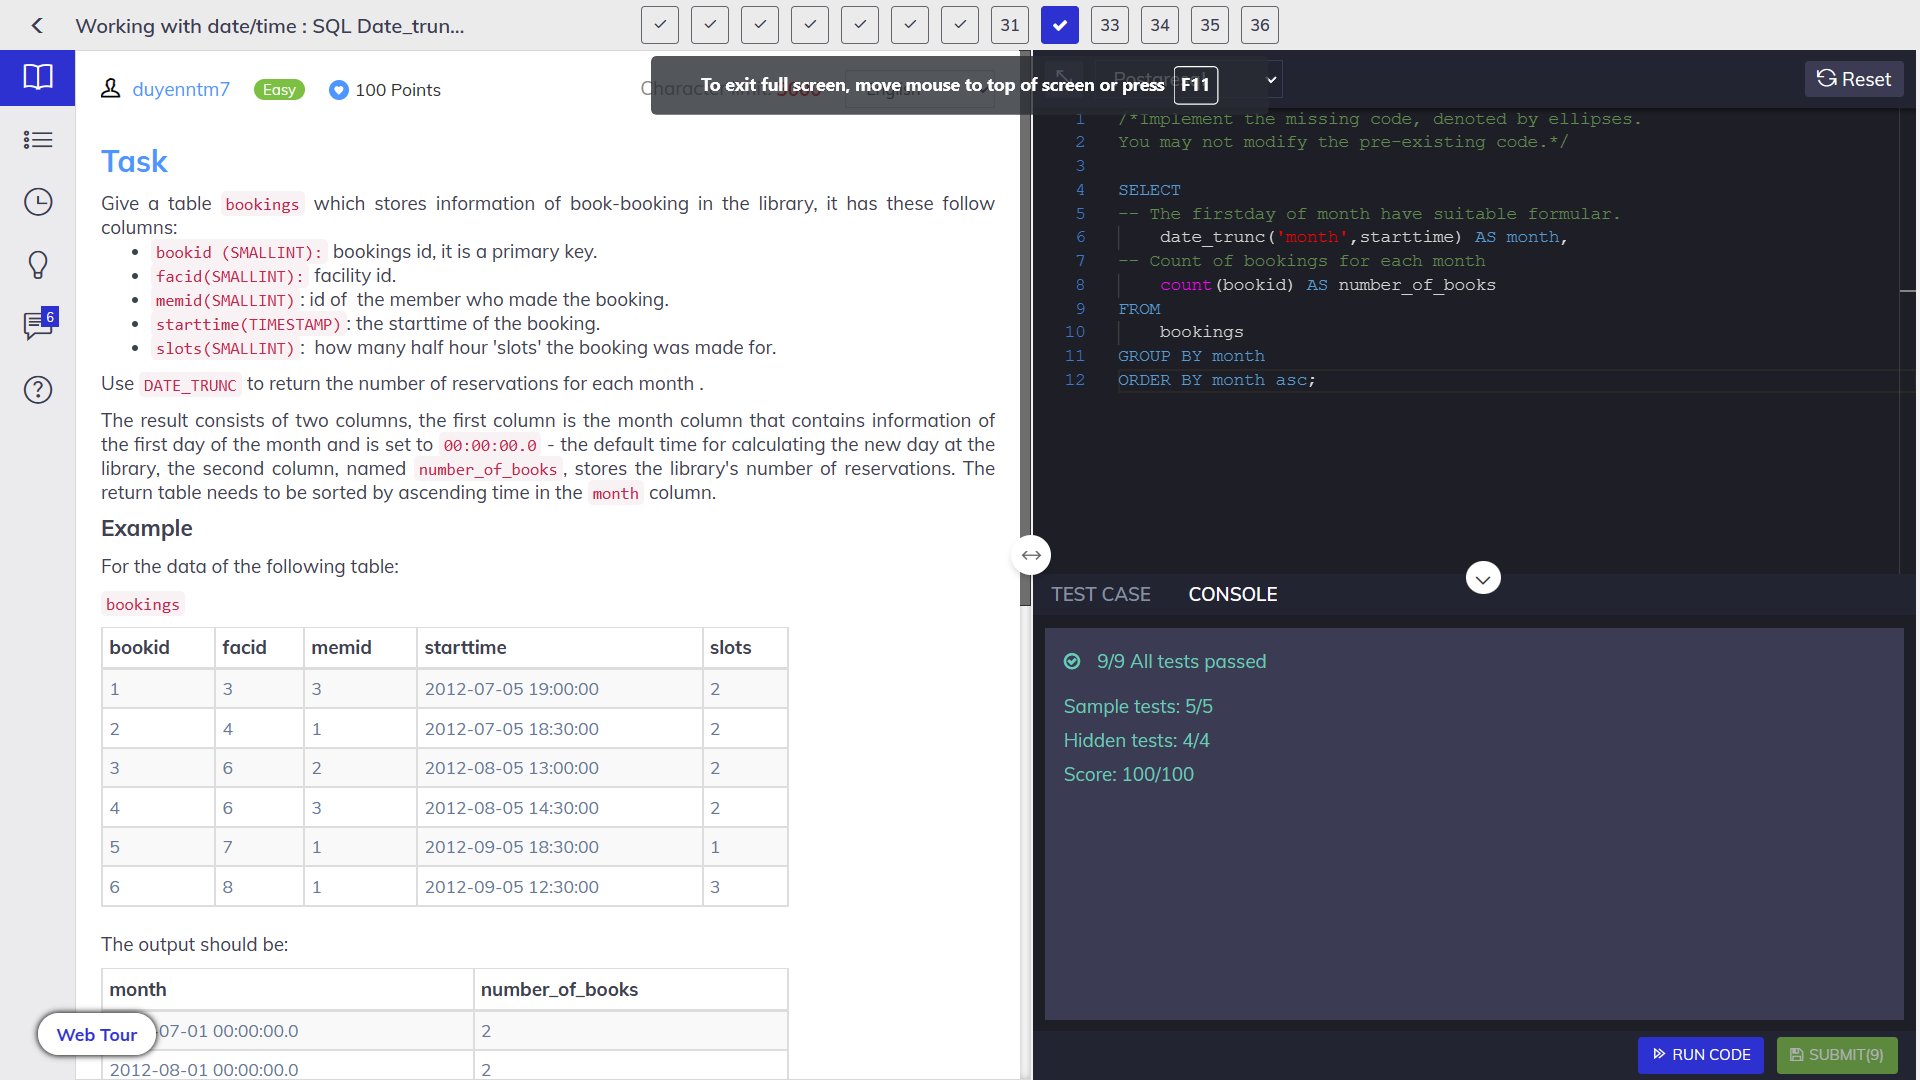 Working with date/time : SQL Date_trun...
31
33
34
35
36
duyenntm7
Easy
100 Points
To exit full screen, move mouse to top of screen or press F11
Reset
Task
Give a table bookings which stores information of book-booking in the library, it has these follow
columns:
bookid (SMALLINT): bookings id, it is a primary key.
facid(SMALLINT): facility id.
memid(SMALLINT) : id of the member who made the booking.
starttime(TIMESTAMP) : the starttime of the booking.
slots(SMALLINT) : how many half hour 'slots' the booking was made for.
Use DATE_TRUNC to return the number of reservations for each month .
The result consists of two columns, the first column is the month column that contains information of
the first day of the month and is set to 00:00:00.0 - the default time for calculating the new day at the
library, the second column, named number_of_books , stores the library's number of reservations. The
return table needs to be sorted by ascending time in the month column.
Example
For the data of the following table:
bookings
bookid facid memid starttime slots
1 3 3 2012-07-05 19:00:00 2
2 4 1 2012-07-05 18:30:00 2
3 6 2 2012-08-05 13:00:00 2
4 6 3 2012-08-05 14:30:00 2
5 7 1 2012-09-05 18:30:00 1
6 8 1 2012-09-05 12:30:00 3
The output should be:
month number_of_books
-07-01 00:00:00.0 2
2012-08-01 00:00:00.0 2
6
Web Tour
1 /*Implement the missing code, denoted by ellipses.
2 You may not modify the pre-existing code.*/
3
4 SELECT
5 -- The firstday of month have suitable formular.
6 date_trunc('month',starttime) AS month,
7 -- Count of bookings for each month
8 count(bookid) AS number_of_books
9 FROM
10 bookings
11 GROUP BY month
12 ORDER BY month asc;
TEST CASE
CONSOLE
9/9 All tests passed
Sample tests: 5/5
Hidden tests: 4/4
Score: 100/100
RUN CODE
SUBMIT(9)